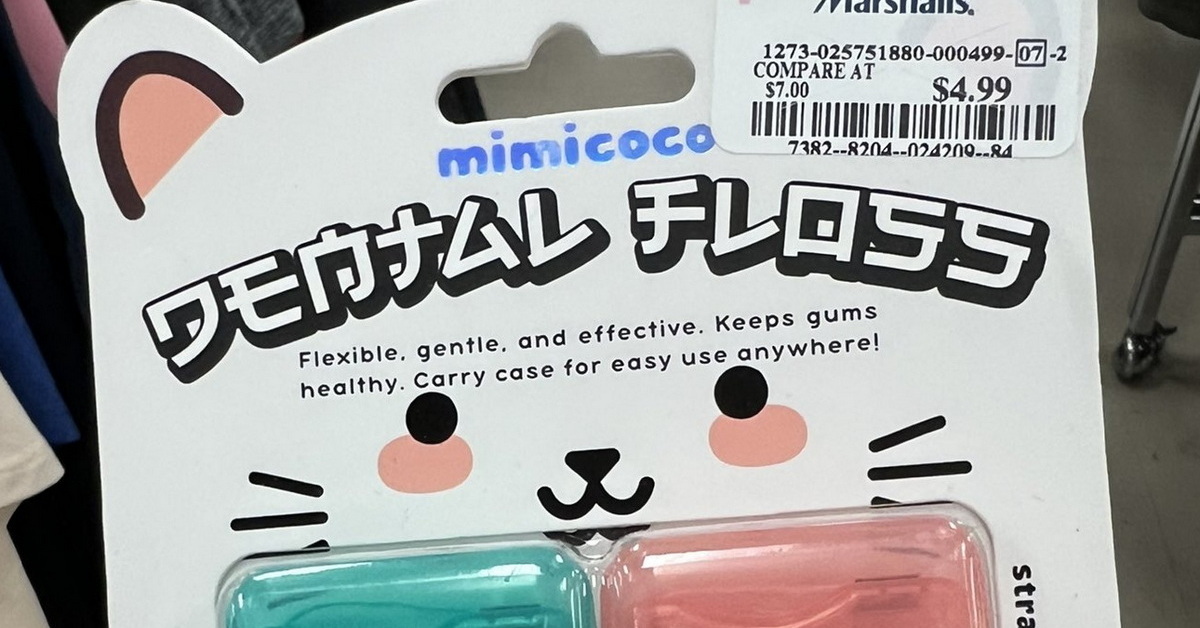 Marshalls.
1273-025751880-000499-07-2
COMPARE AT
$7.00
$4.99
7382--8204--024209--84
mimicoco
DENTAL FLOSS
Flexible, gentle, and effective. Keeps gums
healthy. Carry case for easy use anywhere!